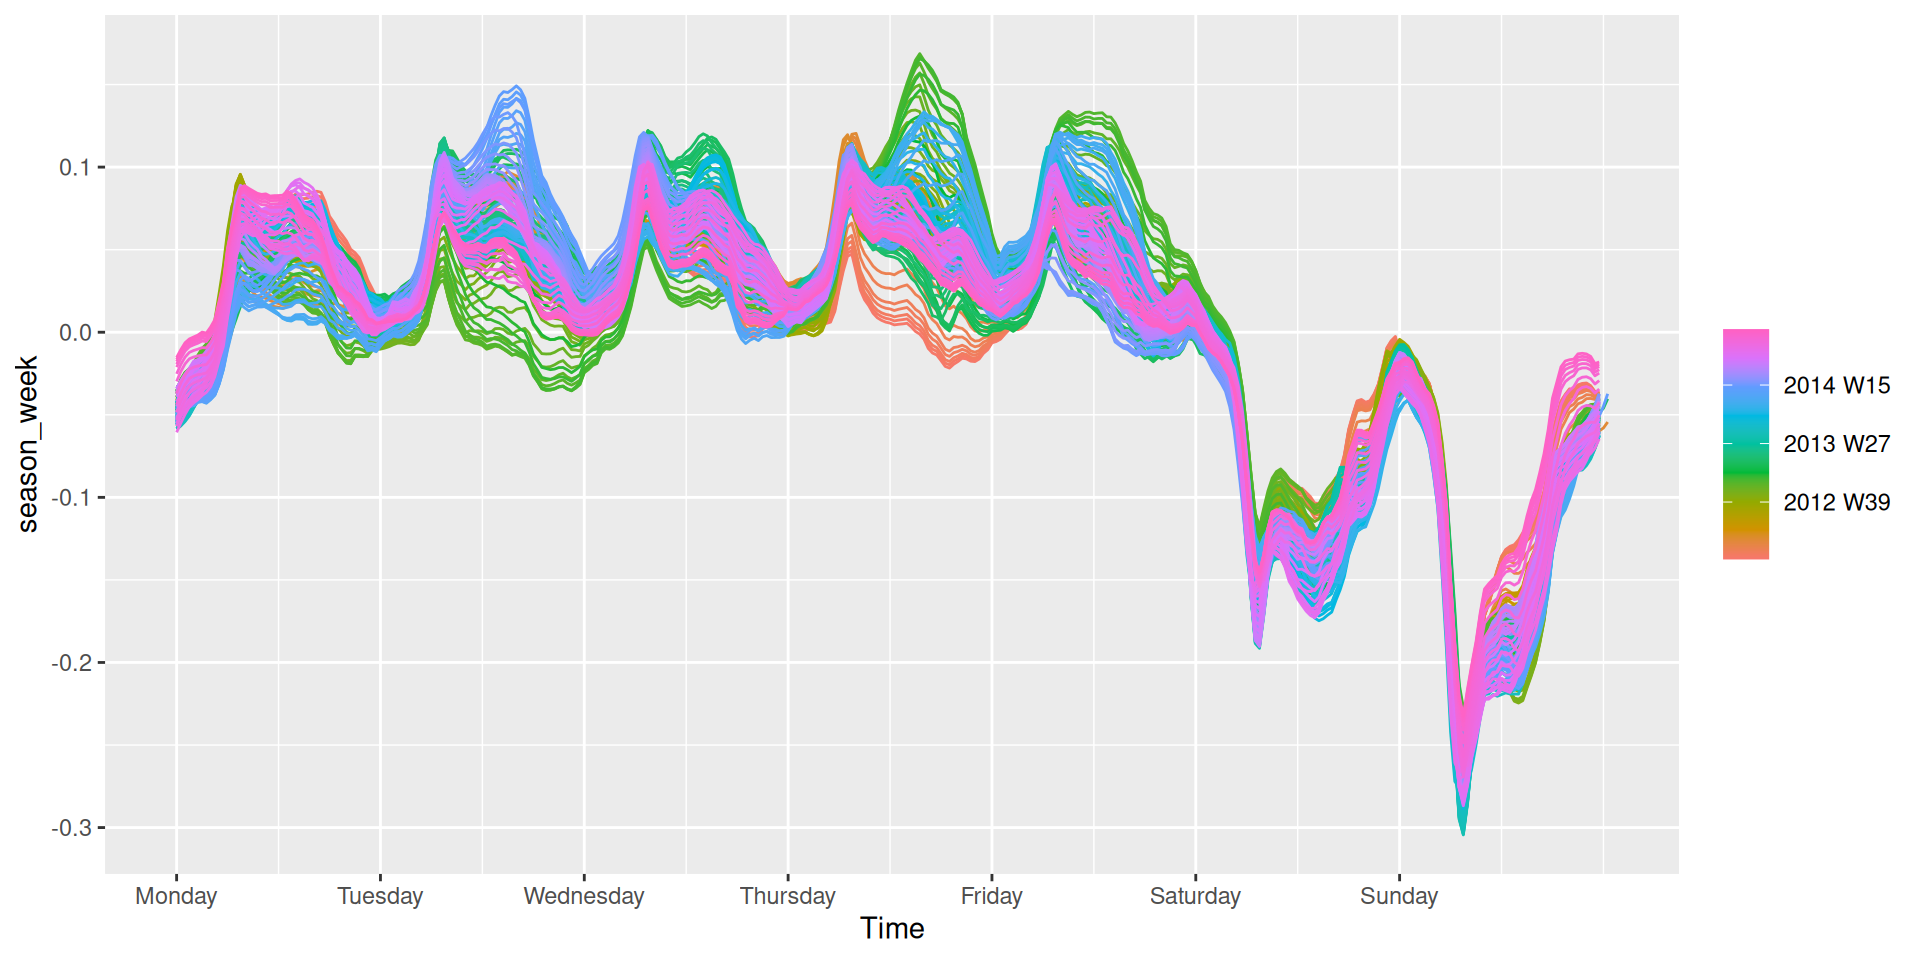 season_week
0.1
0.0
-0.1
-0.2
-0.3
Monday Tuesday Wednesday Thursday Friday Saturday Sunday
Time
2014 W15
2013 W27
2012 W39